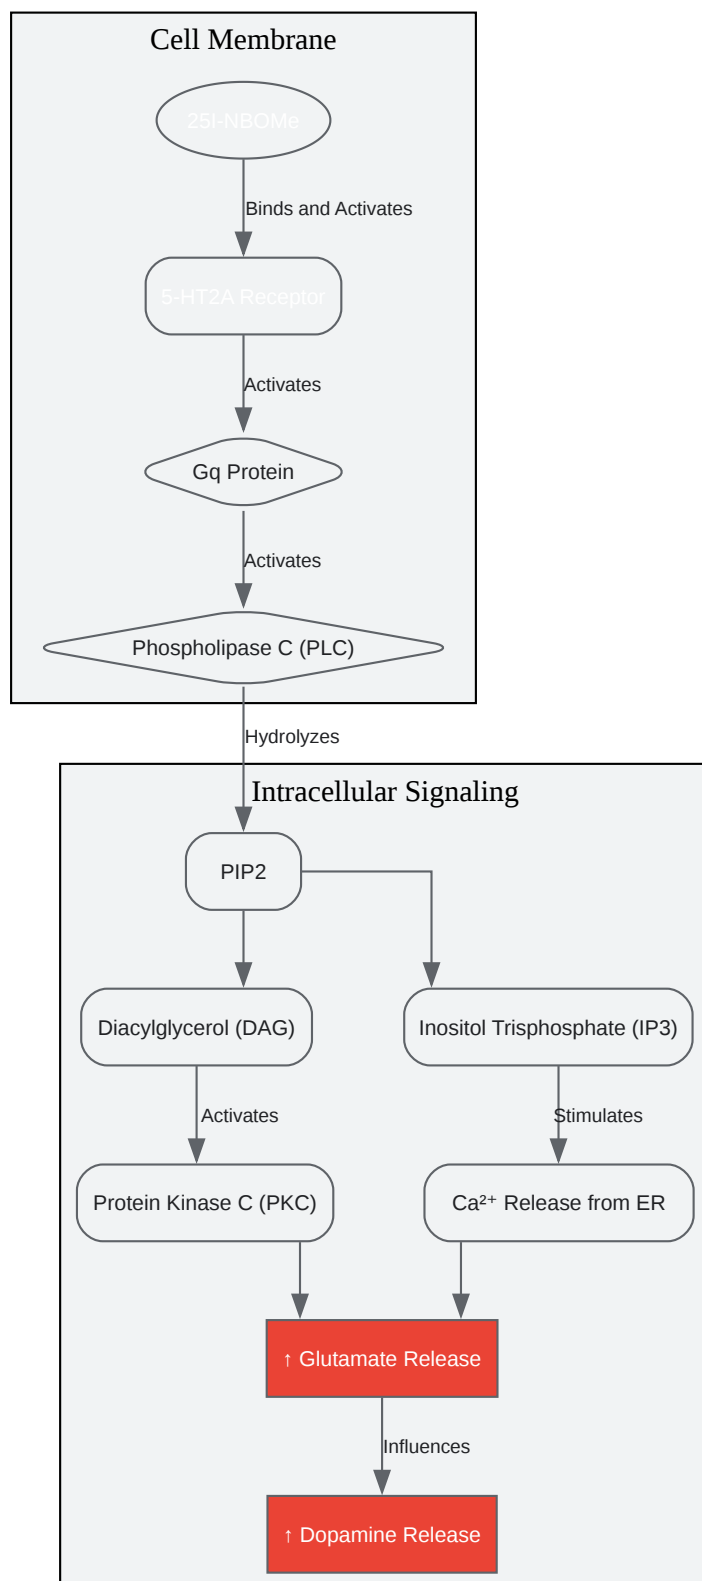 Cell Membrane
25I-NBOMe
Binds and Activates
5-HT2A Receptor
Activates
Gq Protein
Activates
Phospholipase C (PLC)
Hydrolyzes
Intracellular Signaling
PIP2
Diacylglycerol (DAG)
Inositol Trisphosphate (IP3)
Activates
Stimulates
Protein Kinase C (PKC)
Ca²⁺ Release from ER
↑ Glutamate Release
Influences
↑ Dopamine Release